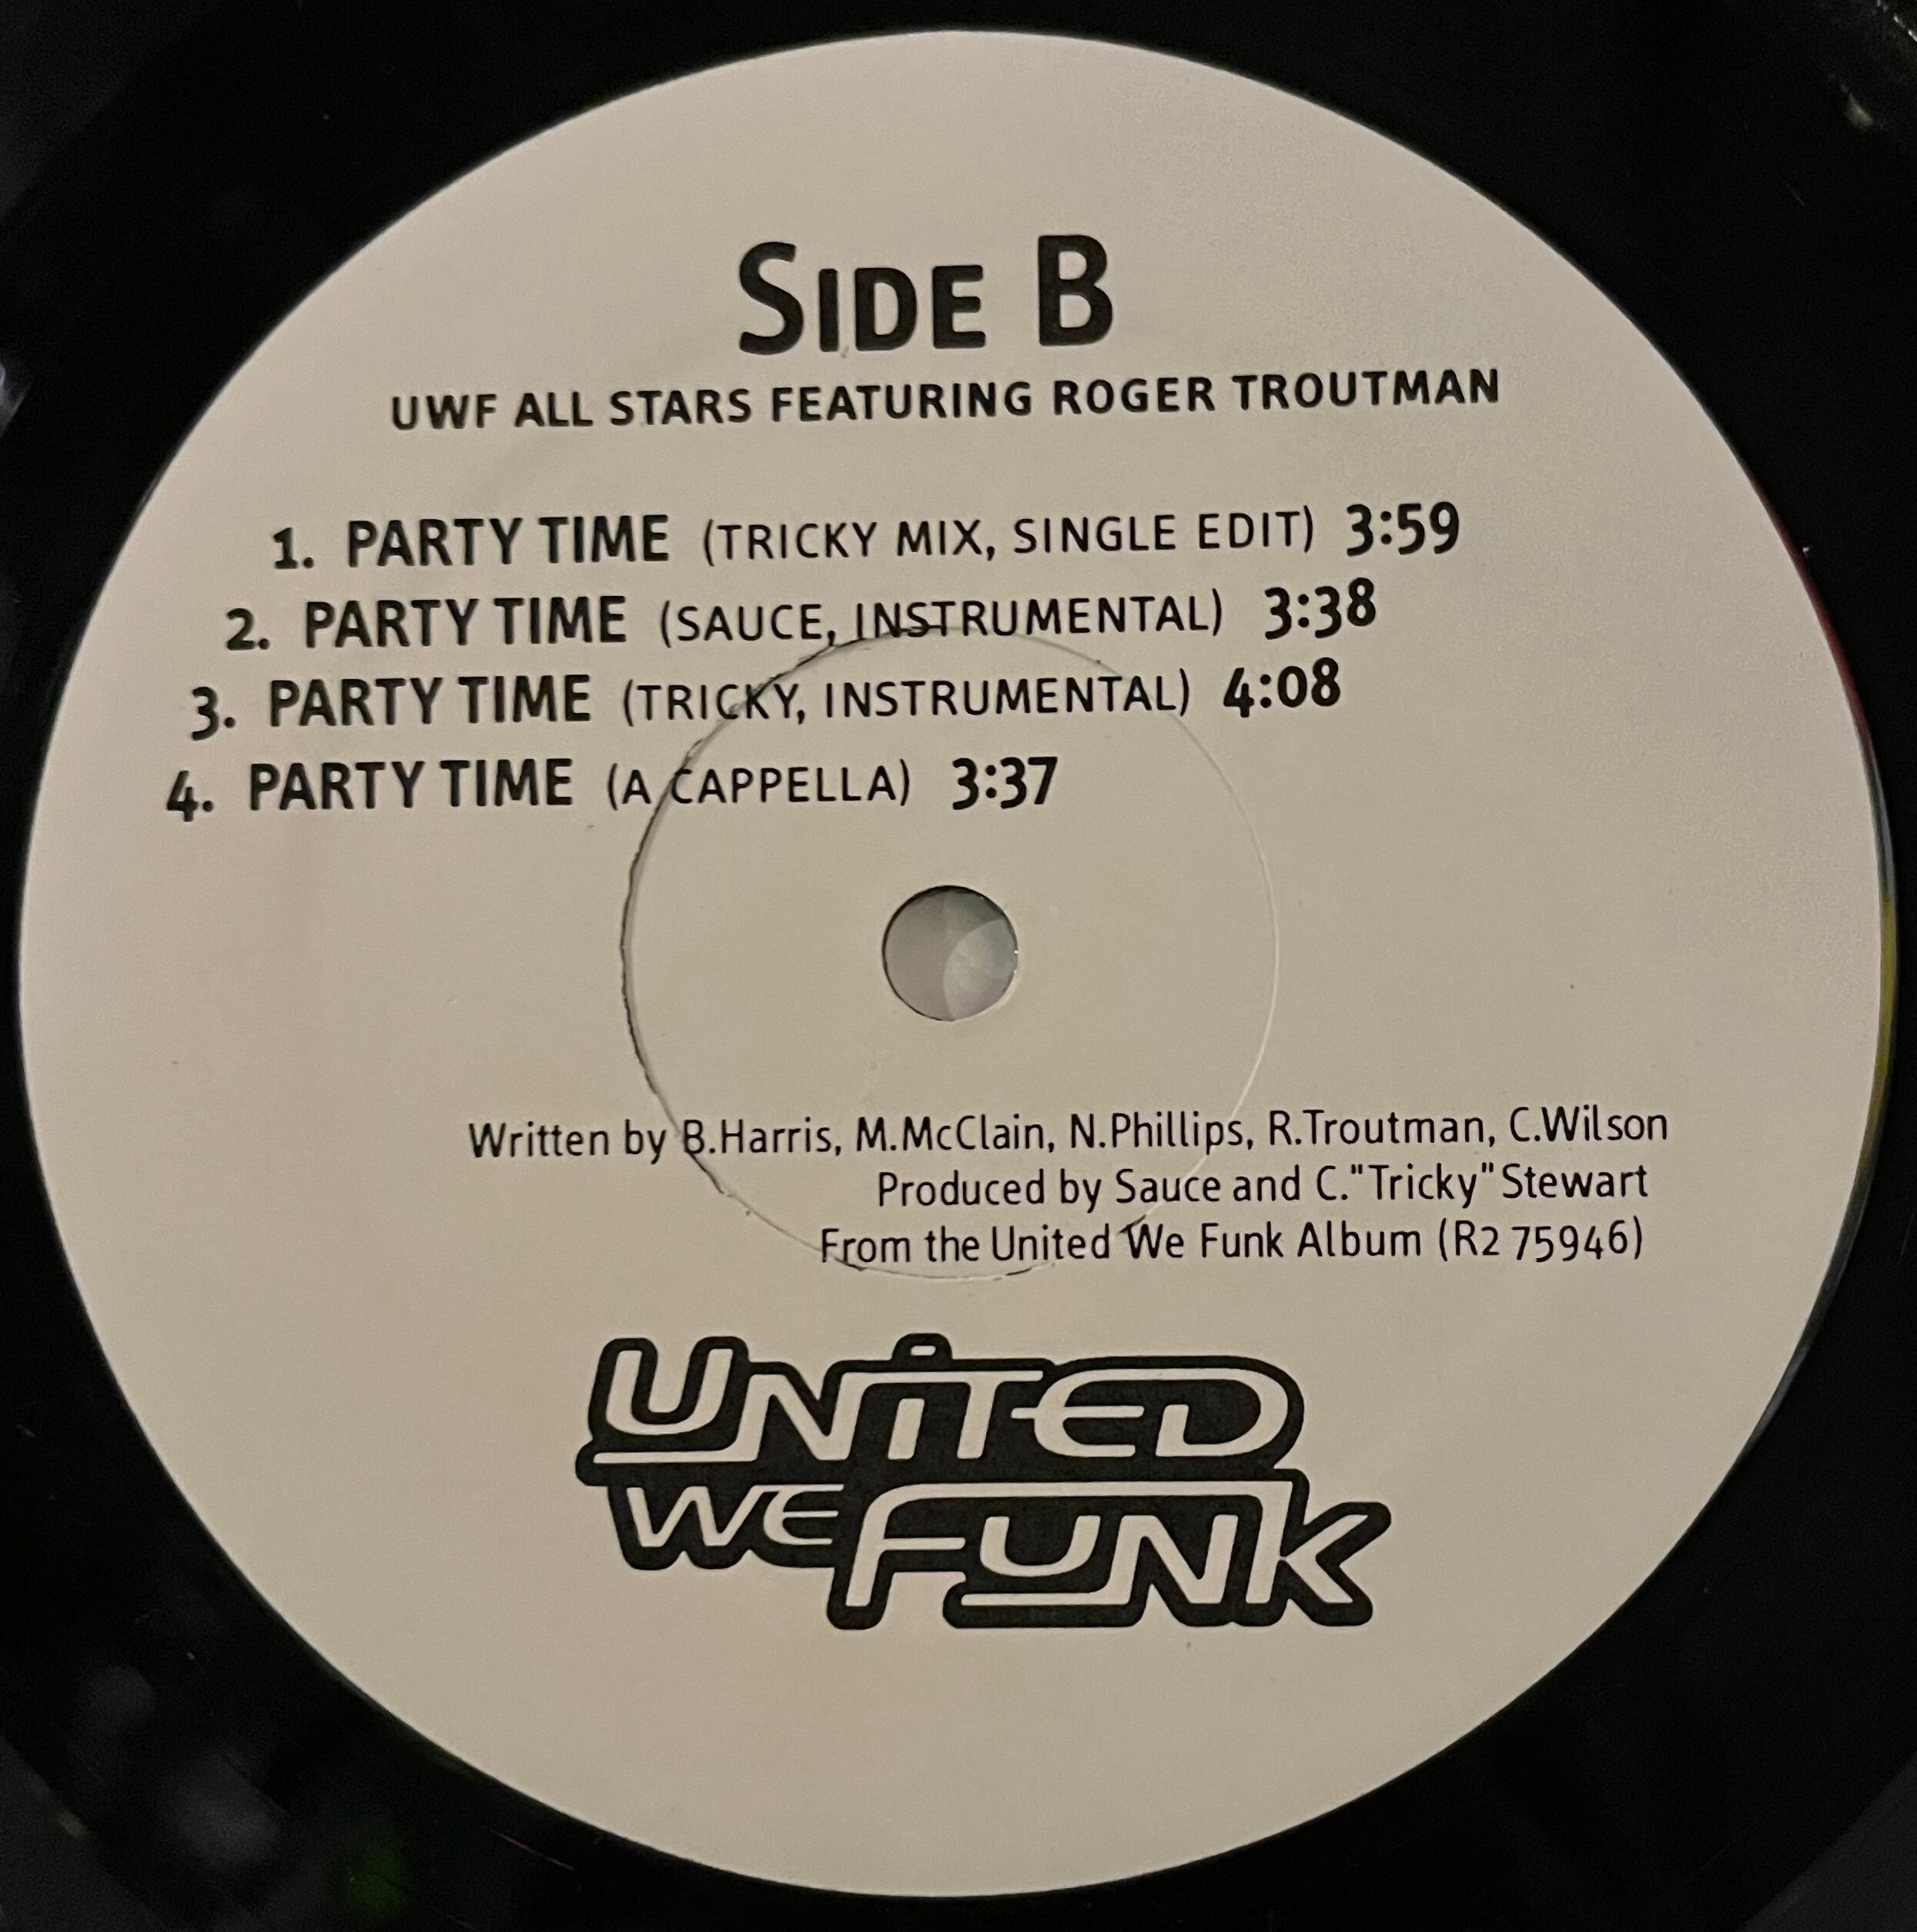 SIDE B
UWF ALL STARS FEATURING ROGER TROUTMAN
1. PARTY TIME (TRICKY MIX, SINGLE EDIT) 3:59
2. PARTY TIME (SAUCE, INSTRUMENTAL) 3:38
3. PARTY TIME (TRICKY, INSTRUMENTAL) 4:08
4. PARTY TIME (A CAPPELLA) 3:37
Written by B.Harris, M.McClain, N.Phillips, R.Troutman, C.Wilson
Produced by Sauce and C."Tricky"Stewart
From the United We Funk Album (R2 75946)
UNiTED
WE FUNK